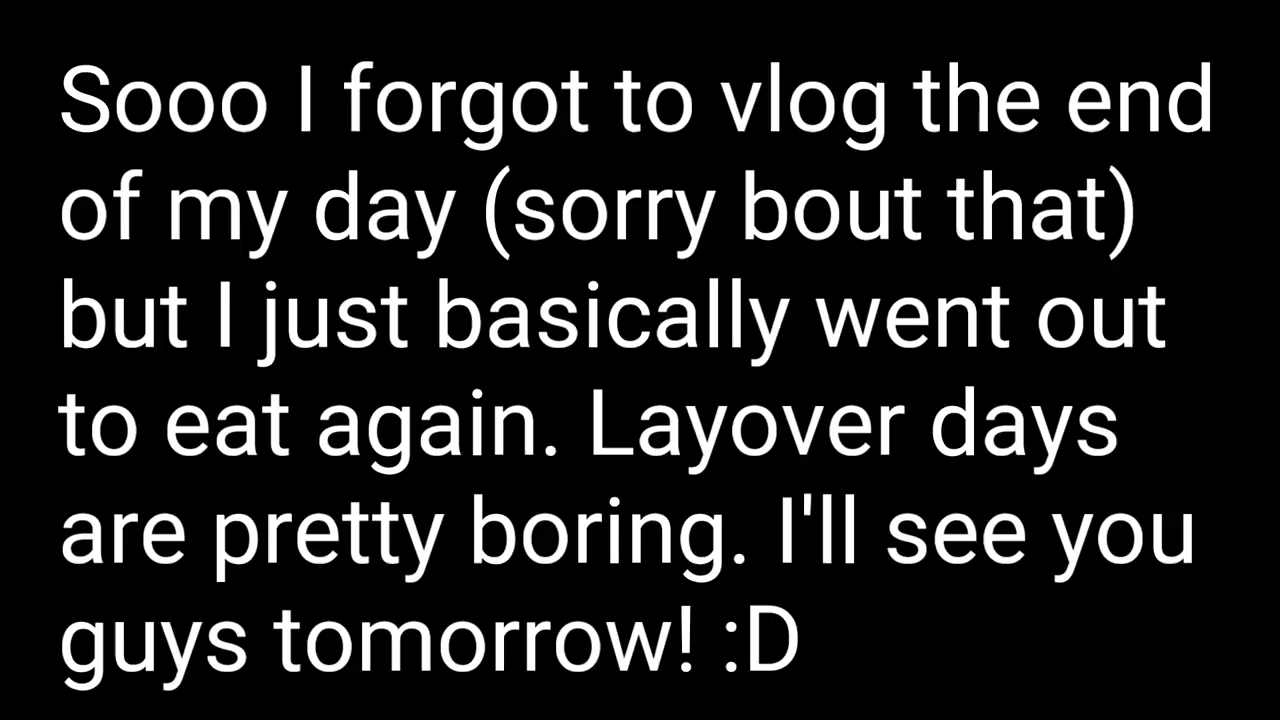 Sooo I forgot to vlog the end
of my day (sorry bout that)
but I just basically went out
to eat again. Layover days
are pretty boring. I'll see you
guys tomorrow! :D